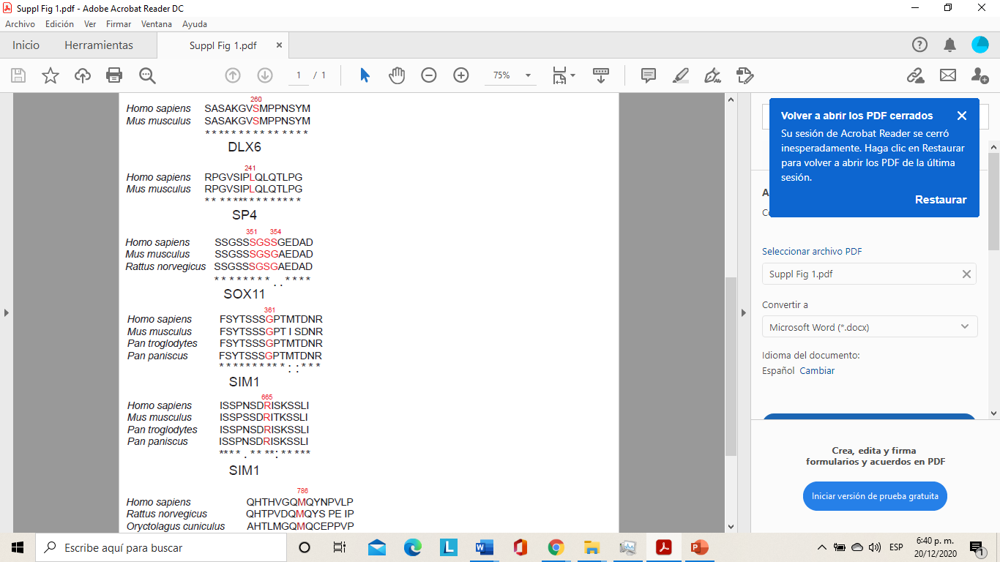 Suppl Fig 1.pdf - Adobe Acrobat Reader DC
Archivo Edición Ver Firmar Ventana Ayuda
Inicio Herramientas Suppl Fig 1.pdf
1 / 1 75%
260
Homo sapiens SASAKGVSMPPNSYM
Mus musculus SASAKGVSMPPNSYM
***************
DLX6
241
Homo sapiens RPGVSIPLQLQTLPG
Mus musculus RPGVSIPLQLQTLPG
***************
SP4
351 354
Homo sapiens SSGSSSGSSGEDAD
Mus musculus SSGSSSGSGAEDAD
Rattus norvegicus SSGSSSGSGAEDAD
********..****
SOX11
361
Homo sapiens FSYTSSSGPTMTDNR
Mus musculus FSYTSSSGPT I SDNR
Pan troglodytes FSYTSSSGPTMTDNR
Pan paniscus FSYTSSSGPTMTDNR
**********::***
SIM1
665
Homo sapiens ISSPNSDRISKSSLI
Mus musculus ISSPSSDRITKSSLI
Pan troglodytes ISSPNSDRISKSSLI
Pan paniscus ISSPNSDRISKSSLI
****.****:*****
SIM1
786
Homo sapiens QHTHVGQMQYNPVLP
Rattus norvegicus QHTPVDQMQYS PE IP
Oryctolagus cuniculus AHTLMGQMQCEPPVP
Volver a abrir los PDF cerrados
Su sesión de Acrobat Reader se cerró
inesperadamente. Haga clic en Restaurar
para volver a abrir los PDF de la última
sesión.
Restaurar
Seleccionar archivo PDF
Suppl Fig 1.pdf
Convertir a
Microsoft Word (*.docx)
Idioma del documento:
Español Cambiar
Crea, edita y firma
formularios y acuerdos en PDF
Iniciar versión de prueba gratuita
Escribe aquí para buscar
ESP
6:40 p. m.
20/12/2020
1